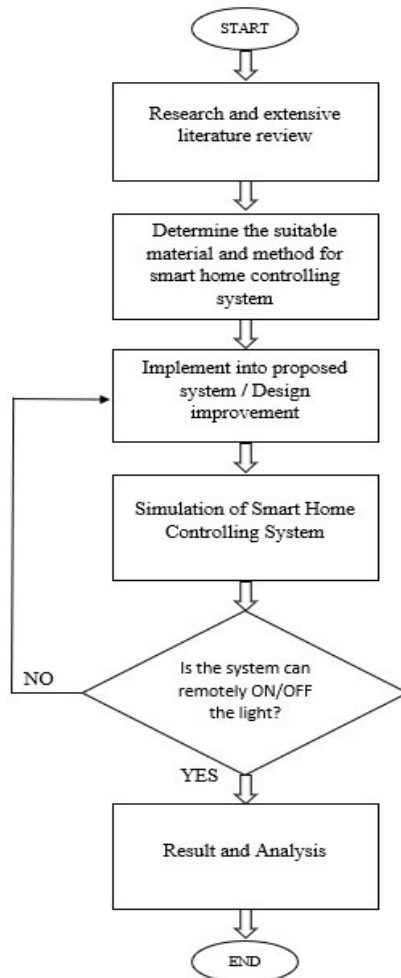 START
Research and extensive
literature review
Determine the suitable
material and method for
smart home controlling
system
Implement into proposed
system / Design
improvement
Simulation of Smart Home
Controlling System
Is the system can
remotely ON/OFF
the light?
NO
YES
Result and Analysis
END